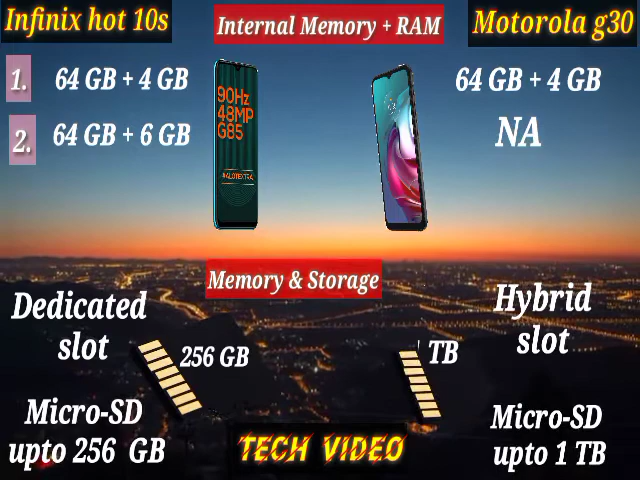 Infinix hot 10s
Internal Memory + RAM
Motorola g30
1. 64 GB + 4 GB
64 GB + 4 GB
2. 64 GB + 6 GB
NA
90Hz
48MP
G85
Memory & Storage
Dedicated
slot
Hybrid
slot
256 GB
TB
Micro-SD
upto 256 GB
Micro-SD
upto 1 TB
TECH VIDEO